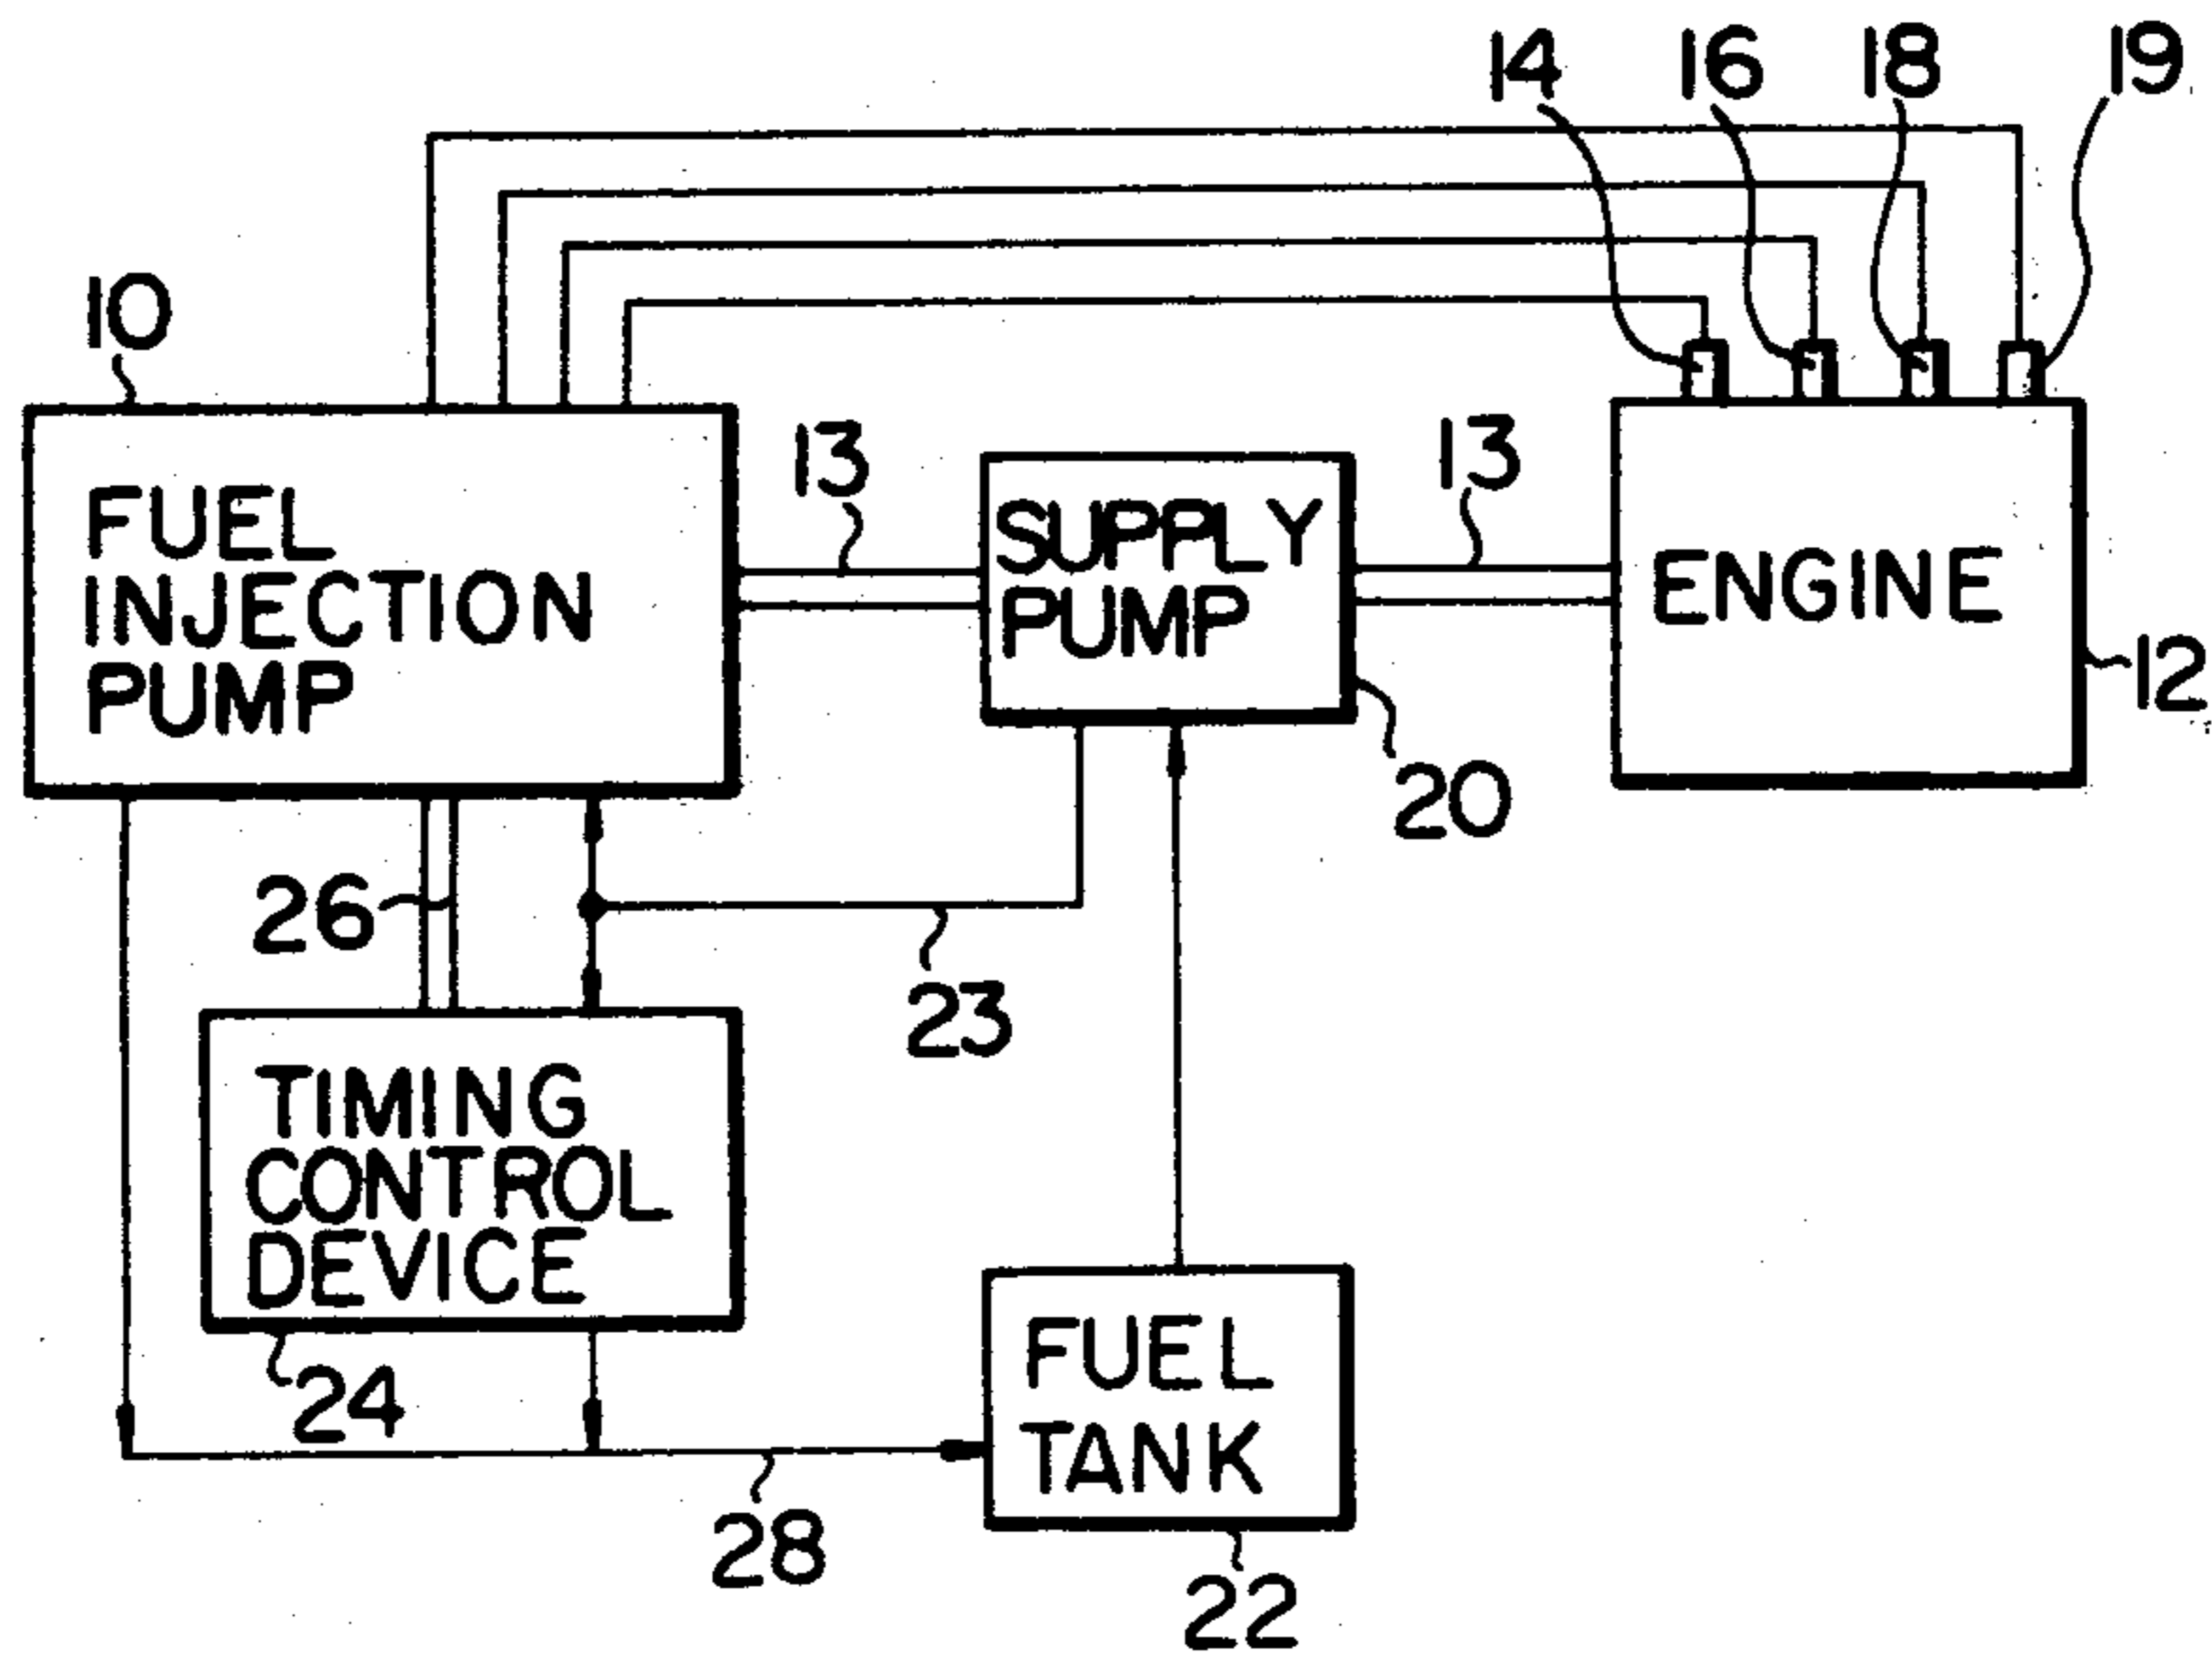 14 16 18 19
10
13
13
FUEL
INJECTION
PUMP
SUPPLY
PUMP
ENGINE
12
20
26
23
TIMING
CONTROL
DEVICE
24
FUEL
TANK
28
22